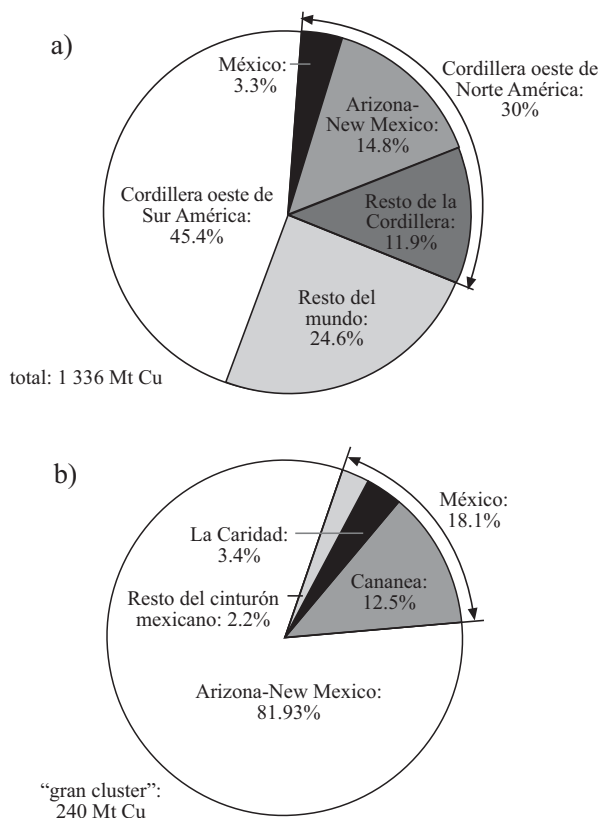 a)
México:
3.3%
Cordillera oeste de
Norte América:
30%
Arizona-
New Mexico:
14.8%
Cordillera oeste de
Sur América:
45.4%
Resto de la
Cordillera:
11.9%
Resto del
mundo:
24.6%
total: 1 336 Mt Cu
b)
México:
18.1%
La Caridad:
3.4%
Cananea:
12.5%
Resto del cinturón
mexicano: 2.2%
Arizona-New Mexico:
81.93%
“gran cluster”:
240 Mt Cu